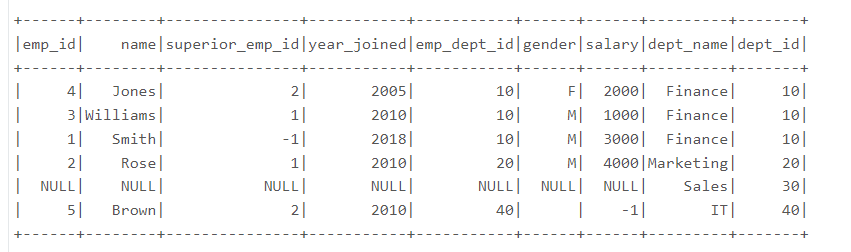 +------+--------+---------------+-----------+-----------+------+------+---------+-------+
|emp_id|    name|superior_emp_id|year_joined|emp_dept_id|gender|salary|dept_name|dept_id|
+------+--------+---------------+-----------+-----------+------+------+---------+-------+
|     4|   Jones|              2|       2005|         10|     F|  2000|  Finance|     10|
|     3|Williams|              1|       2010|         10|     M|  1000|  Finance|     10|
|     1|   Smith|             -1|       2018|         10|     M|  3000|  Finance|     10|
|     2|    Rose|              1|       2010|         20|     M|  4000|Marketing|     20|
|  NULL|    NULL|           NULL|       NULL|       NULL|  NULL|  NULL|    Sales|     30|
|     5|   Brown|              2|       2010|         40|      |    -1|       IT|     40|
+------+--------+---------------+-----------+-----------+------+------+---------+-------+